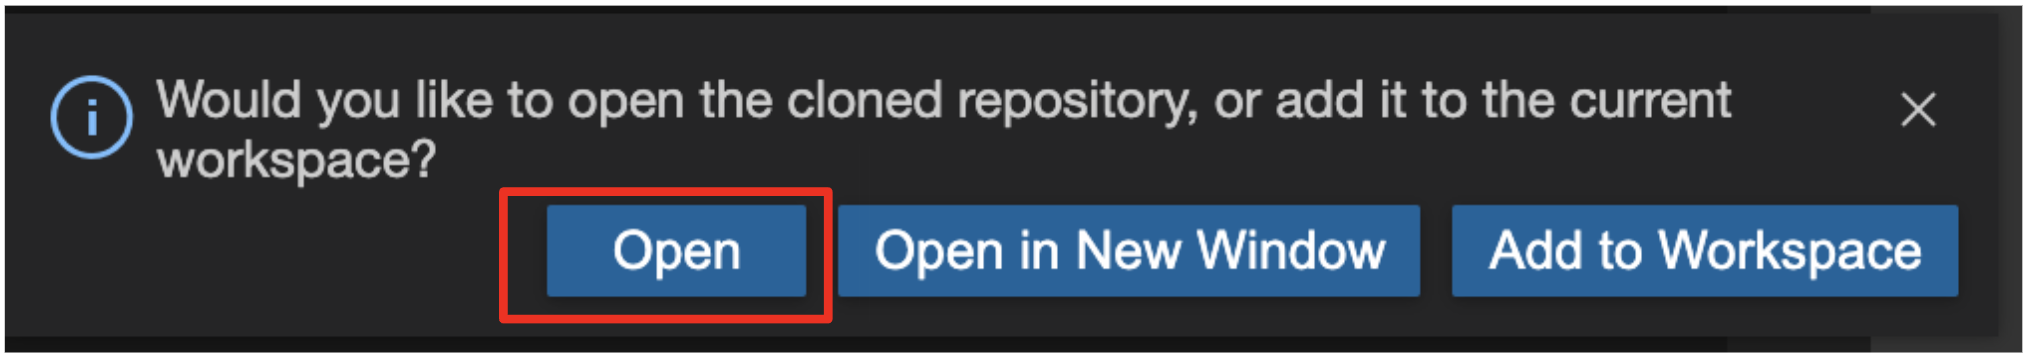 Would you like to open the cloned repository, or add it to the current
workspace?
Open Open in New Window Add to Workspace